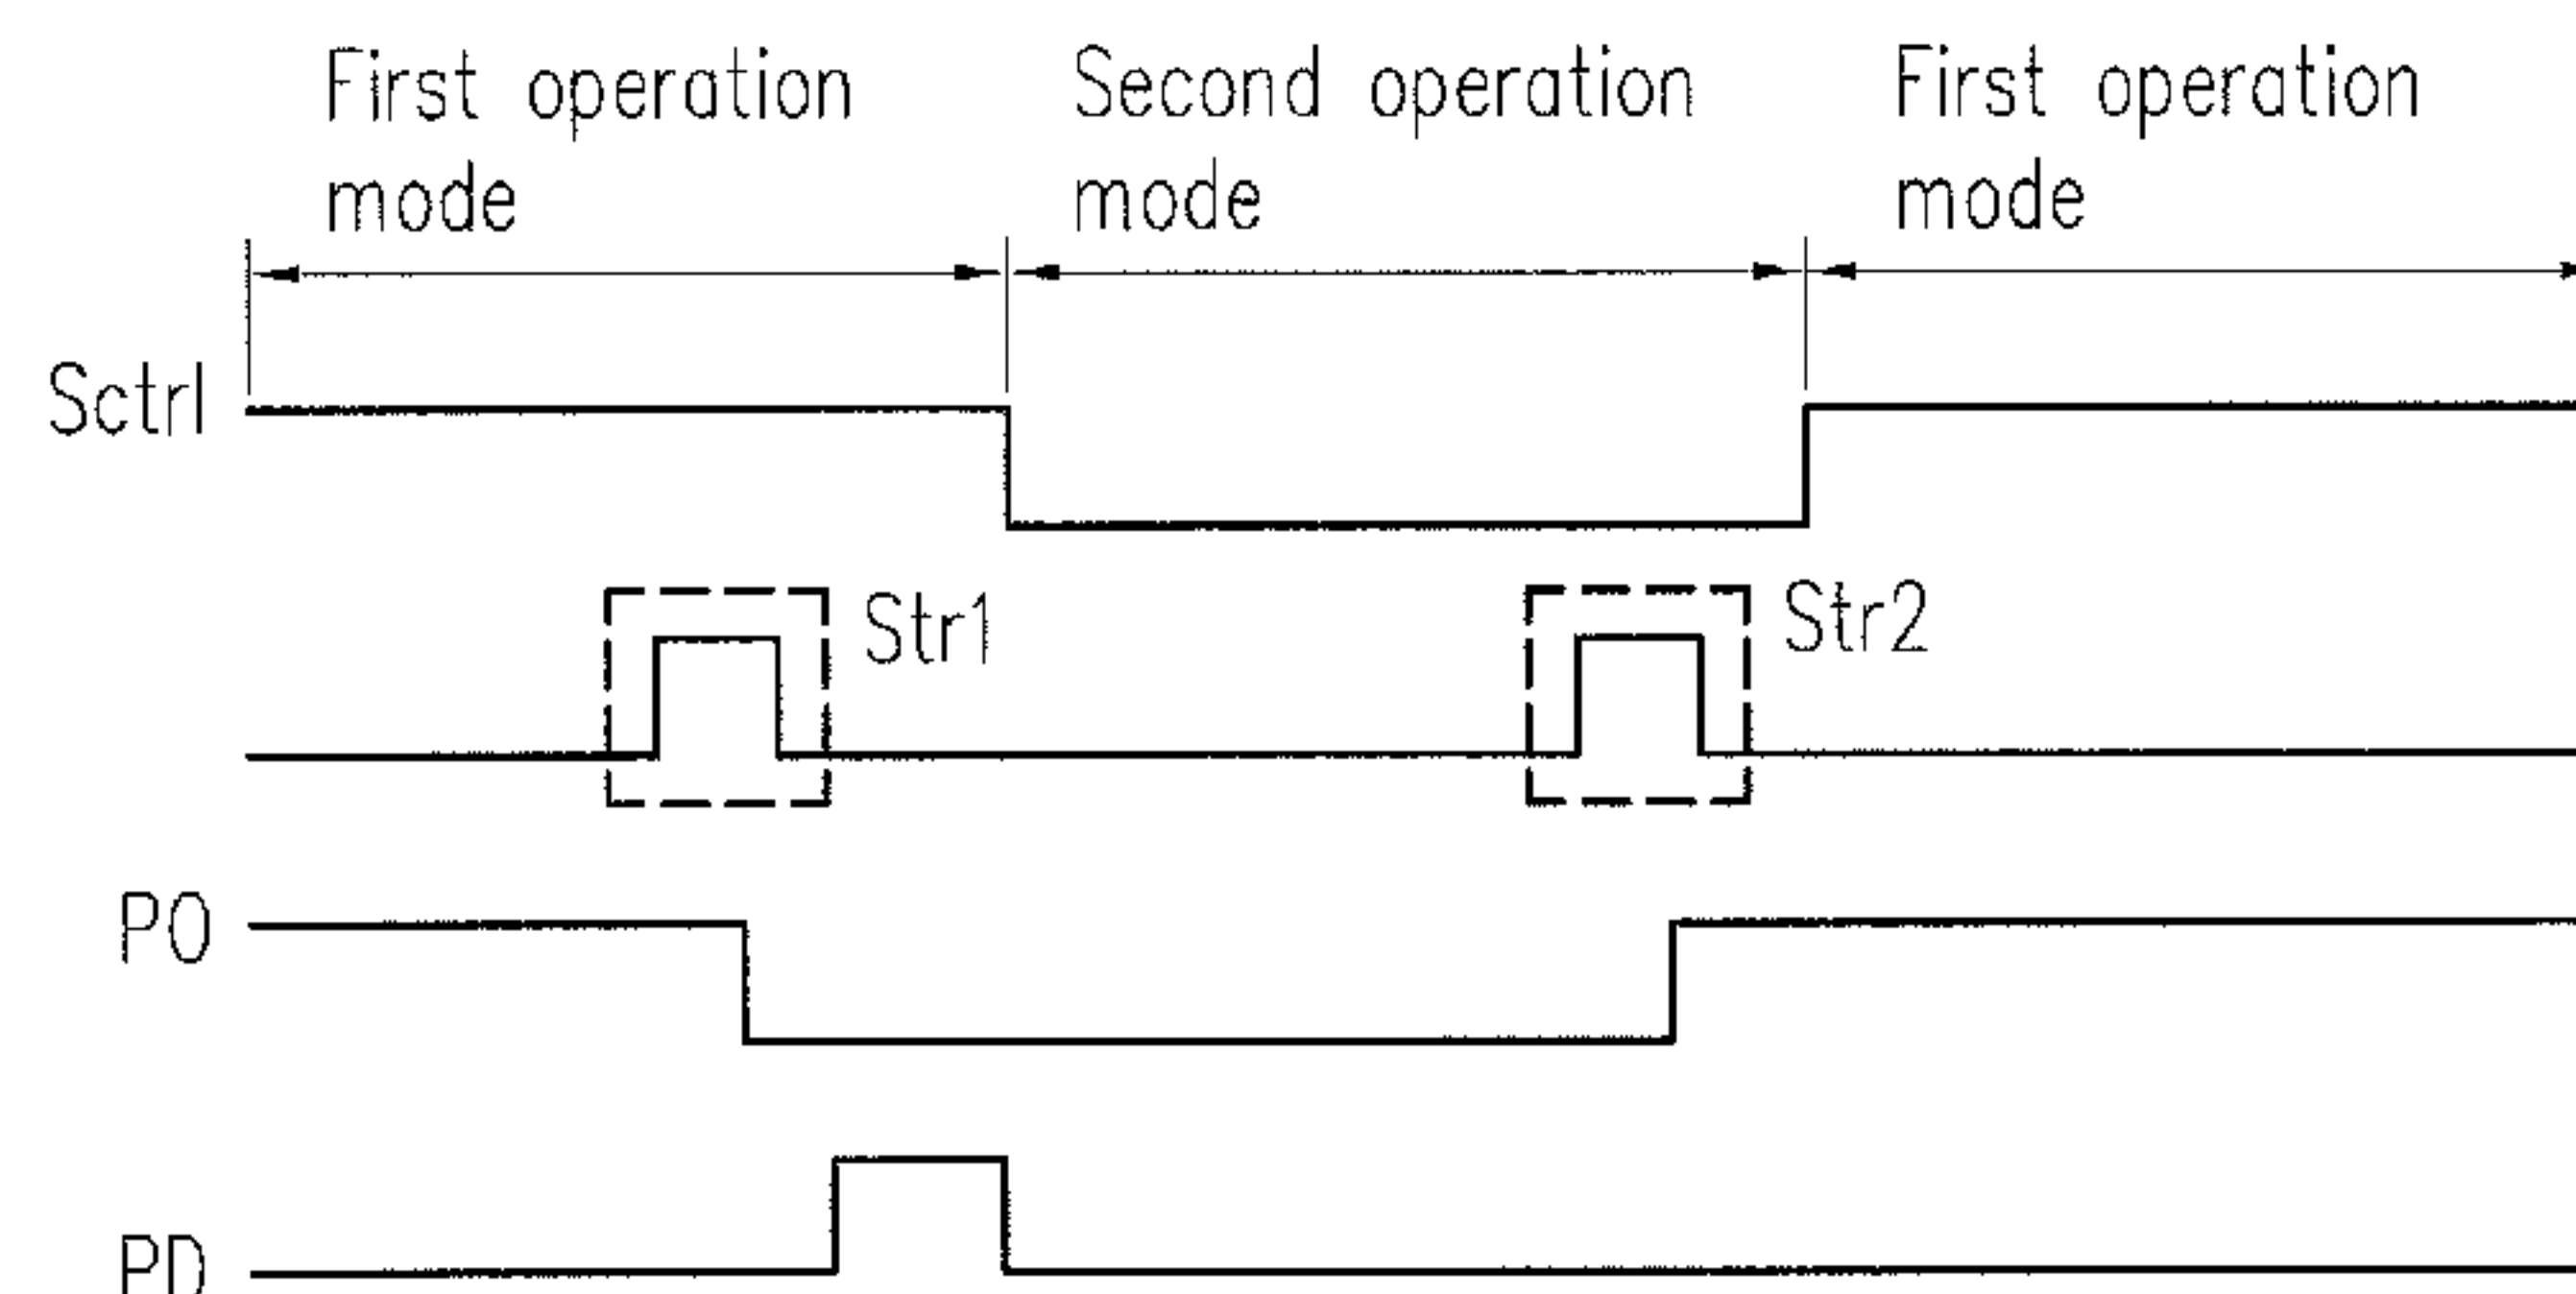 First operation Second operation First operation
mode mode mode
Sctrl
Str1 Str2
PO
PD